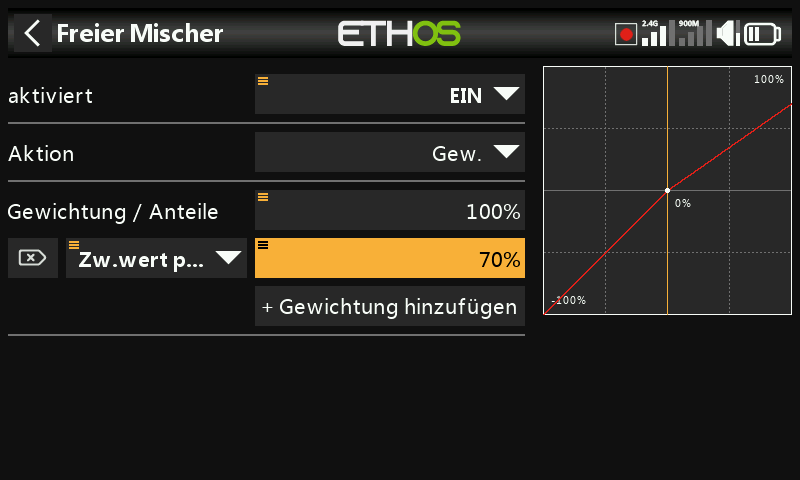 Freier Mischer
ETHOS
2.4G
900M
aktiviert
EIN
Aktion
Gew.
Gewichtung / Anteile
100%
Zw.wert p...
70%
+ Gewichtung hinzufügen
100%
0%
-100%